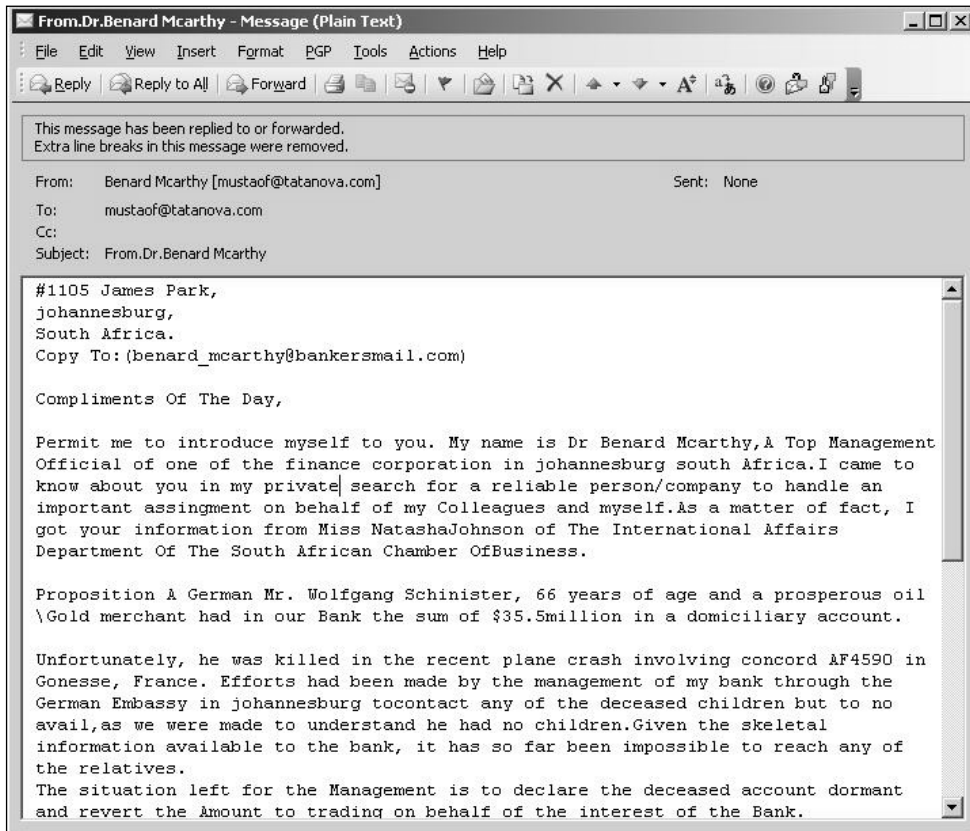 From.Dr.Benard Mcarthy - Message (Plain Text)
File Edit View Insert Format PGP Tools Actions Help
Reply Reply to All Forward
This message has been replied to or forwarded.
Extra line breaks in this message were removed.
From: Benard Mcarthy [mustaof@tatanova.com] Sent: None
To: mustaof@tatanova.com
Cc:
Subject: From.Dr.Benard Mcarthy
#1105 James Park,
johannesburg,
South Africa.
Copy To:(benard_mcarthy@bankersmail.com)
Compliments Of The Day,
Permit me to introduce myself to you. My name is Dr Benard Mcarthy,A Top Management
Official of one of the finance corporation in johannesburg south Africa.I came to
know about you in my private search for a reliable person/company to handle an
important assingment on behalf of my Colleagues and myself.As a matter of fact, I
got your information from Miss NatashaJohnson of The International Affairs
Department Of The South African Chamber OfBusiness.
Proposition A German Mr. Wolfgang Schinister, 66 years of age and a prosperous oil
\Gold merchant had in our Bank the sum of $35.5million in a domiciliary account.
Unfortunately, he was killed in the recent plane crash involving concord AF4590 in
Gonesse, France. Efforts had been made by the management of my bank through the
German Embassy in johannesburg tocontact any of the deceased children but to no
avail,as we were made to understand he had no children.Given the skeletal
information available to the bank, it has so far been impossible to reach any of
the relatives.
The situation left for the Management is to declare the deceased account dormant
and revert the Amount to trading on behalf of the interest of the Bank.